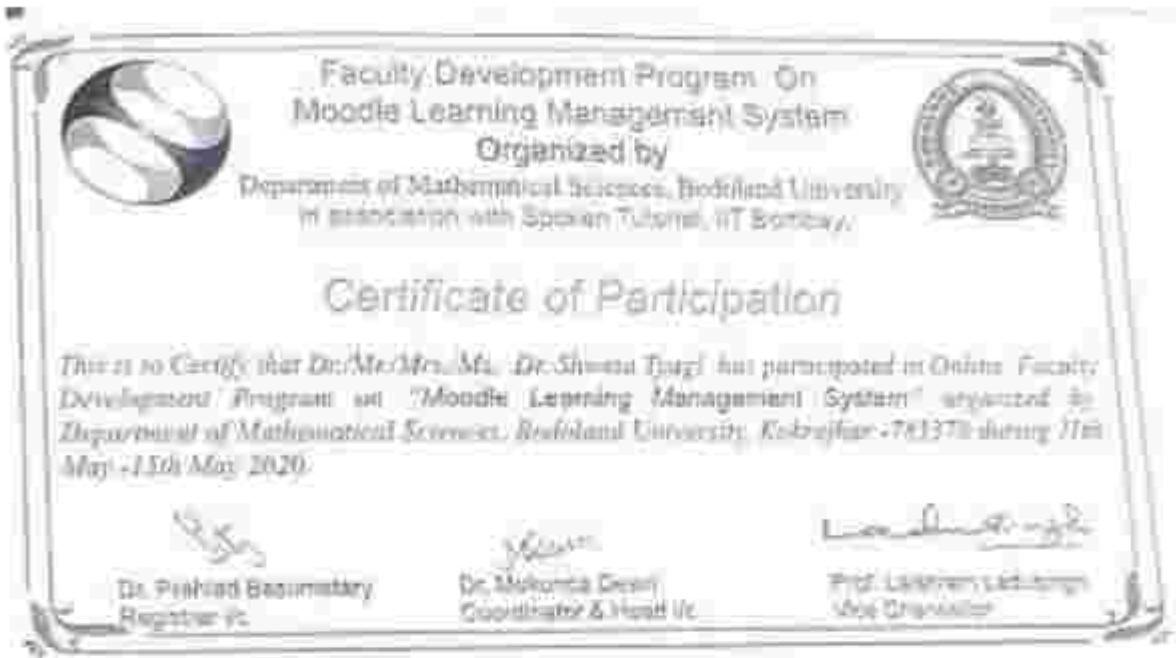 Faculty Development Program On
Moodle Learning Management System
Organized by
Department of Mathematical Sciences, Bodoland University
in association with Spoken Tutorial, IIT Bombay.
Certificate of Participation
This is to Certify that Dr./Mr/Mrs./Ms. Dr. Shweta Tyagi has participated in Online Faculty
Development Program on "Moodle Learning Management System" organized by
Department of Mathematical Sciences, Bodoland University, Kokrajhar -783370 during 11th
May -15th May 2020
Dr. Prahlad Basumatary
Registrar i/c
Dr. Mukunda Dewri
Coordinator & Head i/c
Prof. Laishram Ladusingh
Vice Chancellor